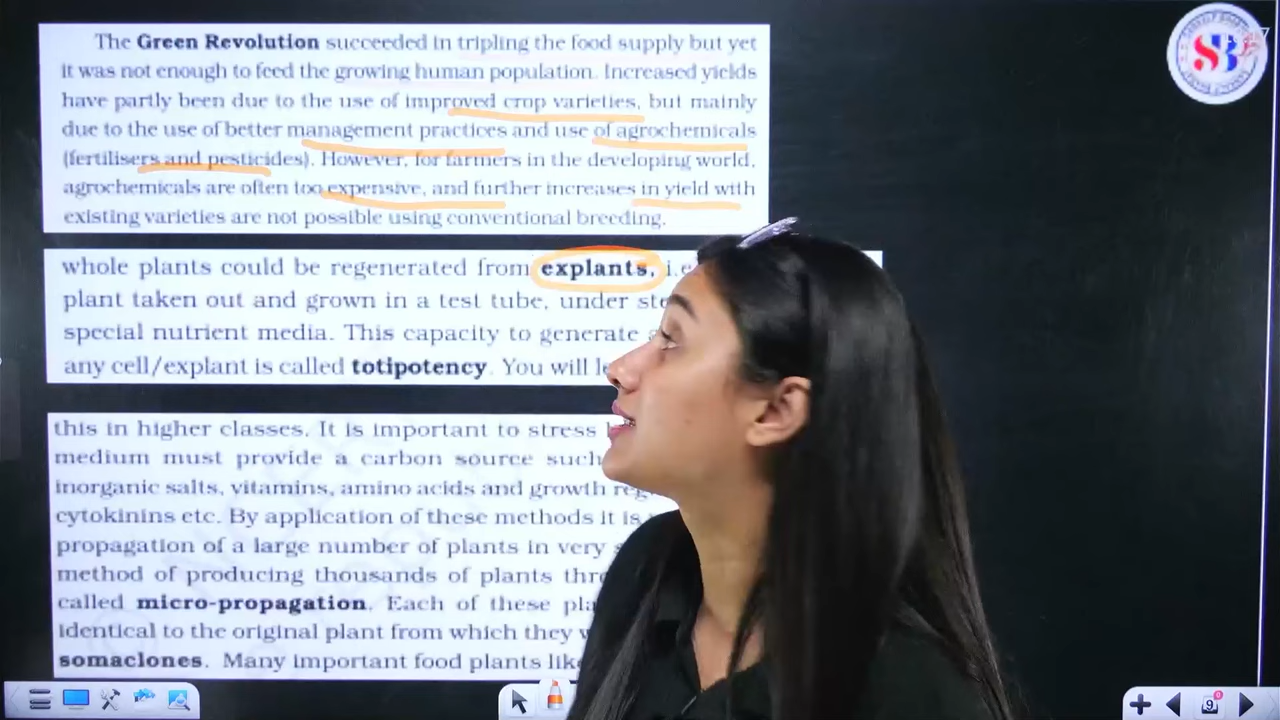 The Green Revolution succeeded in tripling the food supply but yet
it was not enough to feed the growing human population. Increased yields
have partly been due to the use of improved crop varieties, but mainly
due to the use of better management practices and use of agrochemicals
(fertilisers and pesticides). However, for farmers in the developing world,
agrochemicals are often too expensive, and further increases in yield with
existing varieties are not possible using conventional breeding.
whole plants could be regenerated from explants, i.e
plant taken out and grown in a test tube, under
special nutrient media. This capacity to generate
any cell/explant is called totipotency. You will
this in higher classes. It is important to stress
medium must provide a carbon source such
inorganic salts, vitamins, amino acids and growth
cytokinins etc. By application of these methods it is
propagation of a large number of plants in very
method of producing thousands of plants
called micro-propagation. Each of these
identical to the original plant from which they
somaclones. Many important food plants
SB
9